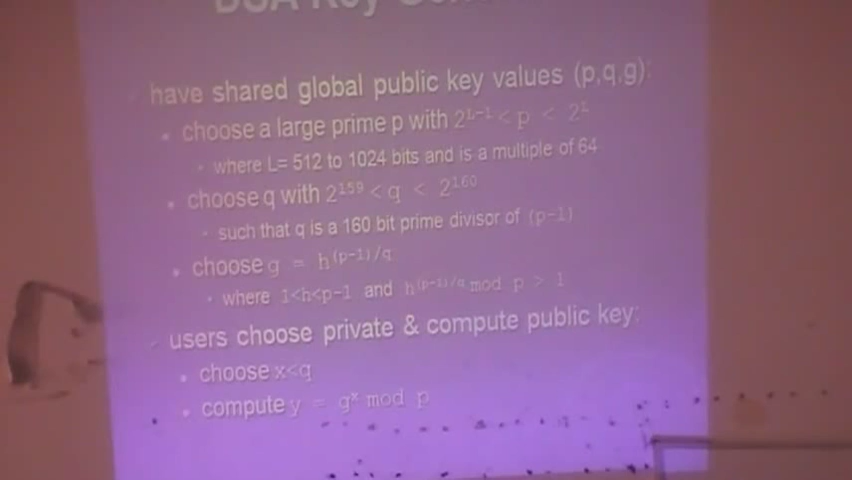 DSA Key
have shared global public key values (p,q,g):
choose a large prime p with 2^L-1 < p < 2^L
where L= 512 to 1024 bits and is a multiple of 64
choose q with 2^159 < q < 2^160
such that q is a 160 bit prime divisor of (p-1)
choose g = h^(p-1)/q
where 1<h<p-1 and h^(p-1)/q mod p > 1
users choose private & compute public key:
choose x<q
compute y = g^x mod p